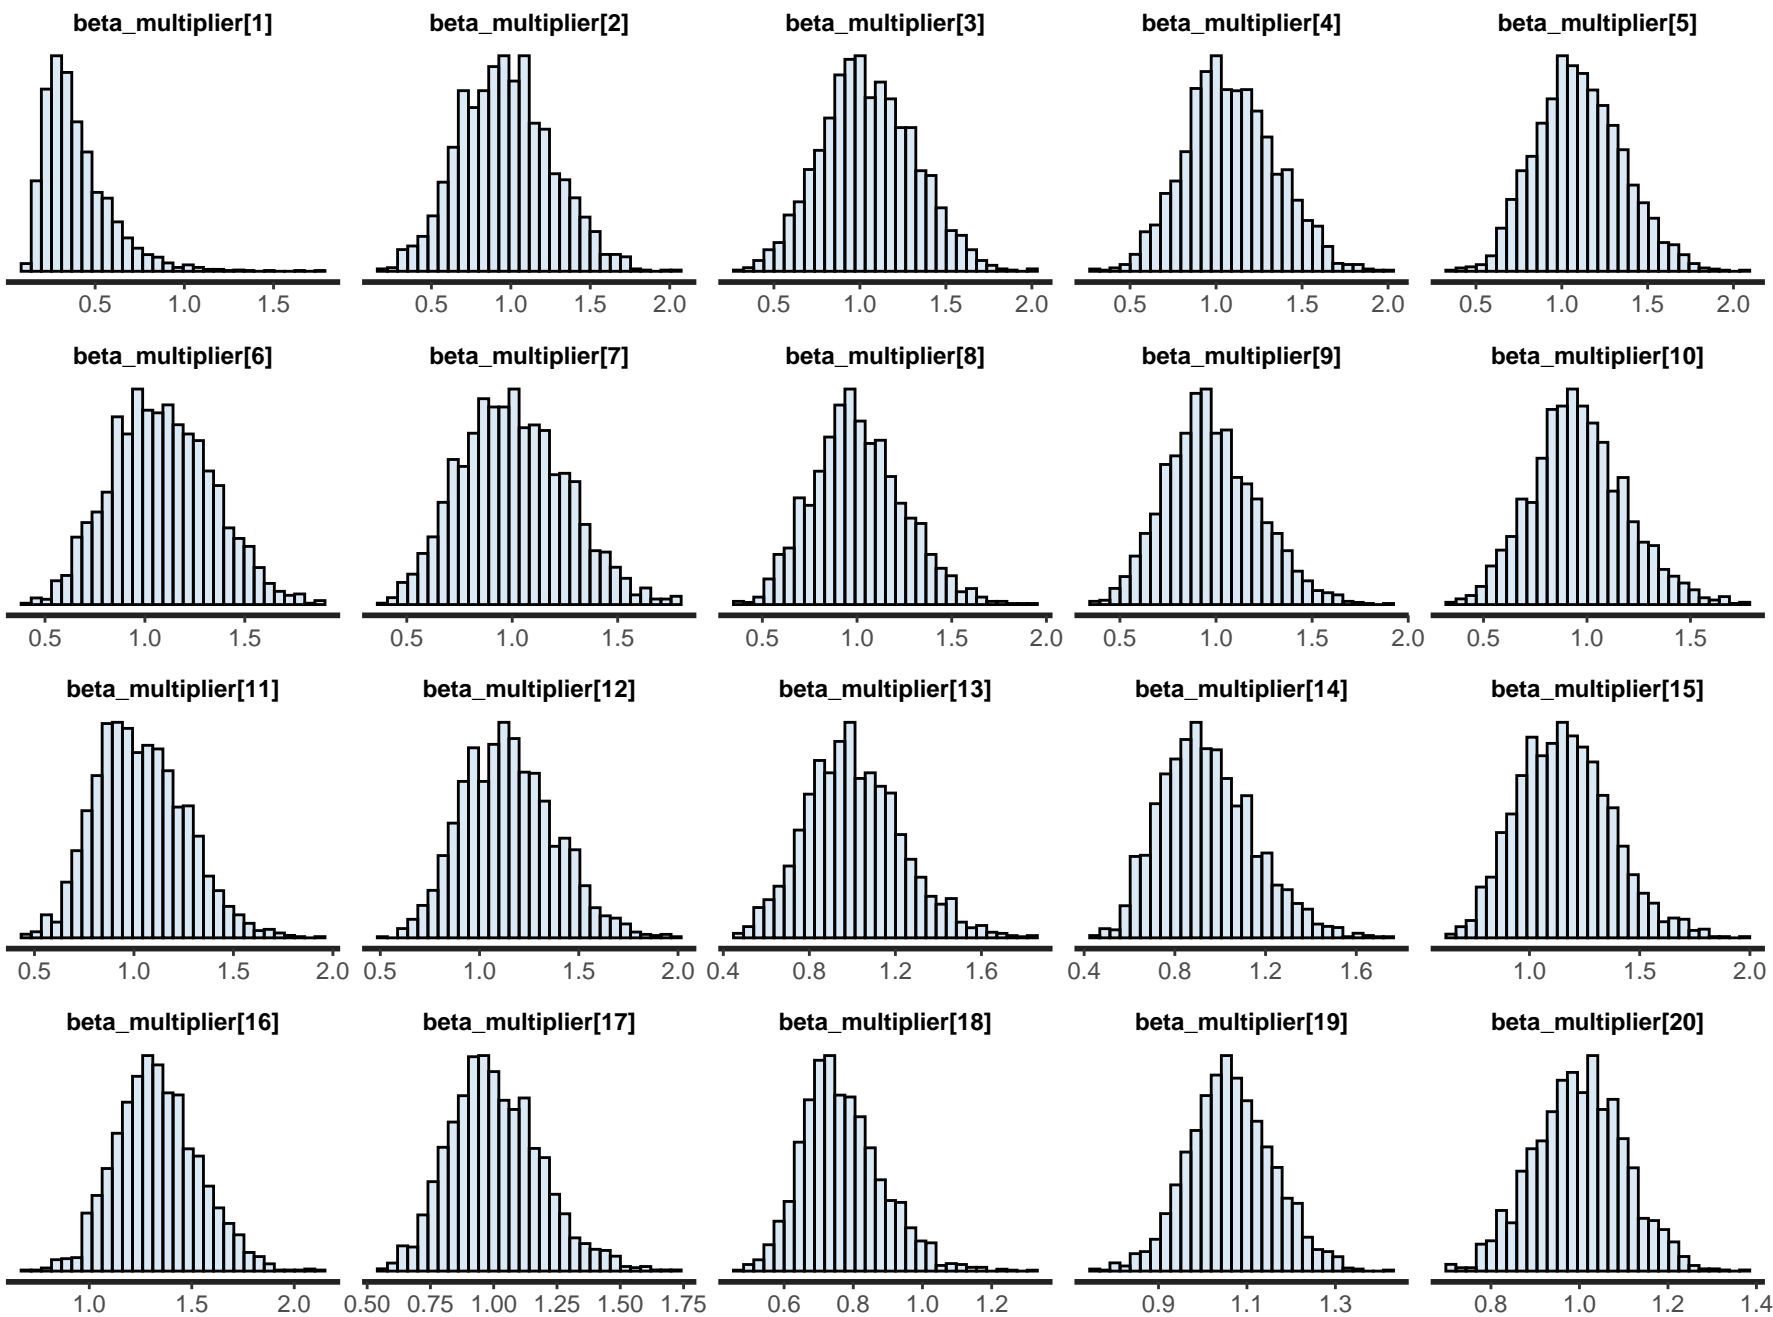 beta_multiplier[1] beta_multiplier[2] beta_multiplier[3] beta_multiplier[4] beta_multiplier[5]
0.5 1.0 1.5 0.5 1.0 1.5 2.0 0.5 1.0 1.5 2.0 0.5 1.0 1.5 2.0 0.5 1.0 1.5 2.0
beta_multiplier[6] beta_multiplier[7] beta_multiplier[8] beta_multiplier[9] beta_multiplier[10]
0.5 1.0 1.5 0.5 1.0 1.5 0.5 1.0 1.5 2.0 0.5 1.0 1.5 2.0 0.5 1.0 1.5
beta_multiplier[11] beta_multiplier[12] beta_multiplier[13] beta_multiplier[14] beta_multiplier[15]
0.5 1.0 1.5 2.0 0.5 1.0 1.5 2.0 0.4 0.8 1.2 1.6 0.4 0.8 1.2 1.6 1.0 1.5 2.0
beta_multiplier[16] beta_multiplier[17] beta_multiplier[18] beta_multiplier[19] beta_multiplier[20]
1.0 1.5 2.0 0.50 0.75 1.00 1.25 1.50 1.75 0.6 0.8 1.0 1.2 0.9 1.1 1.3 0.8 1.0 1.2 1.4